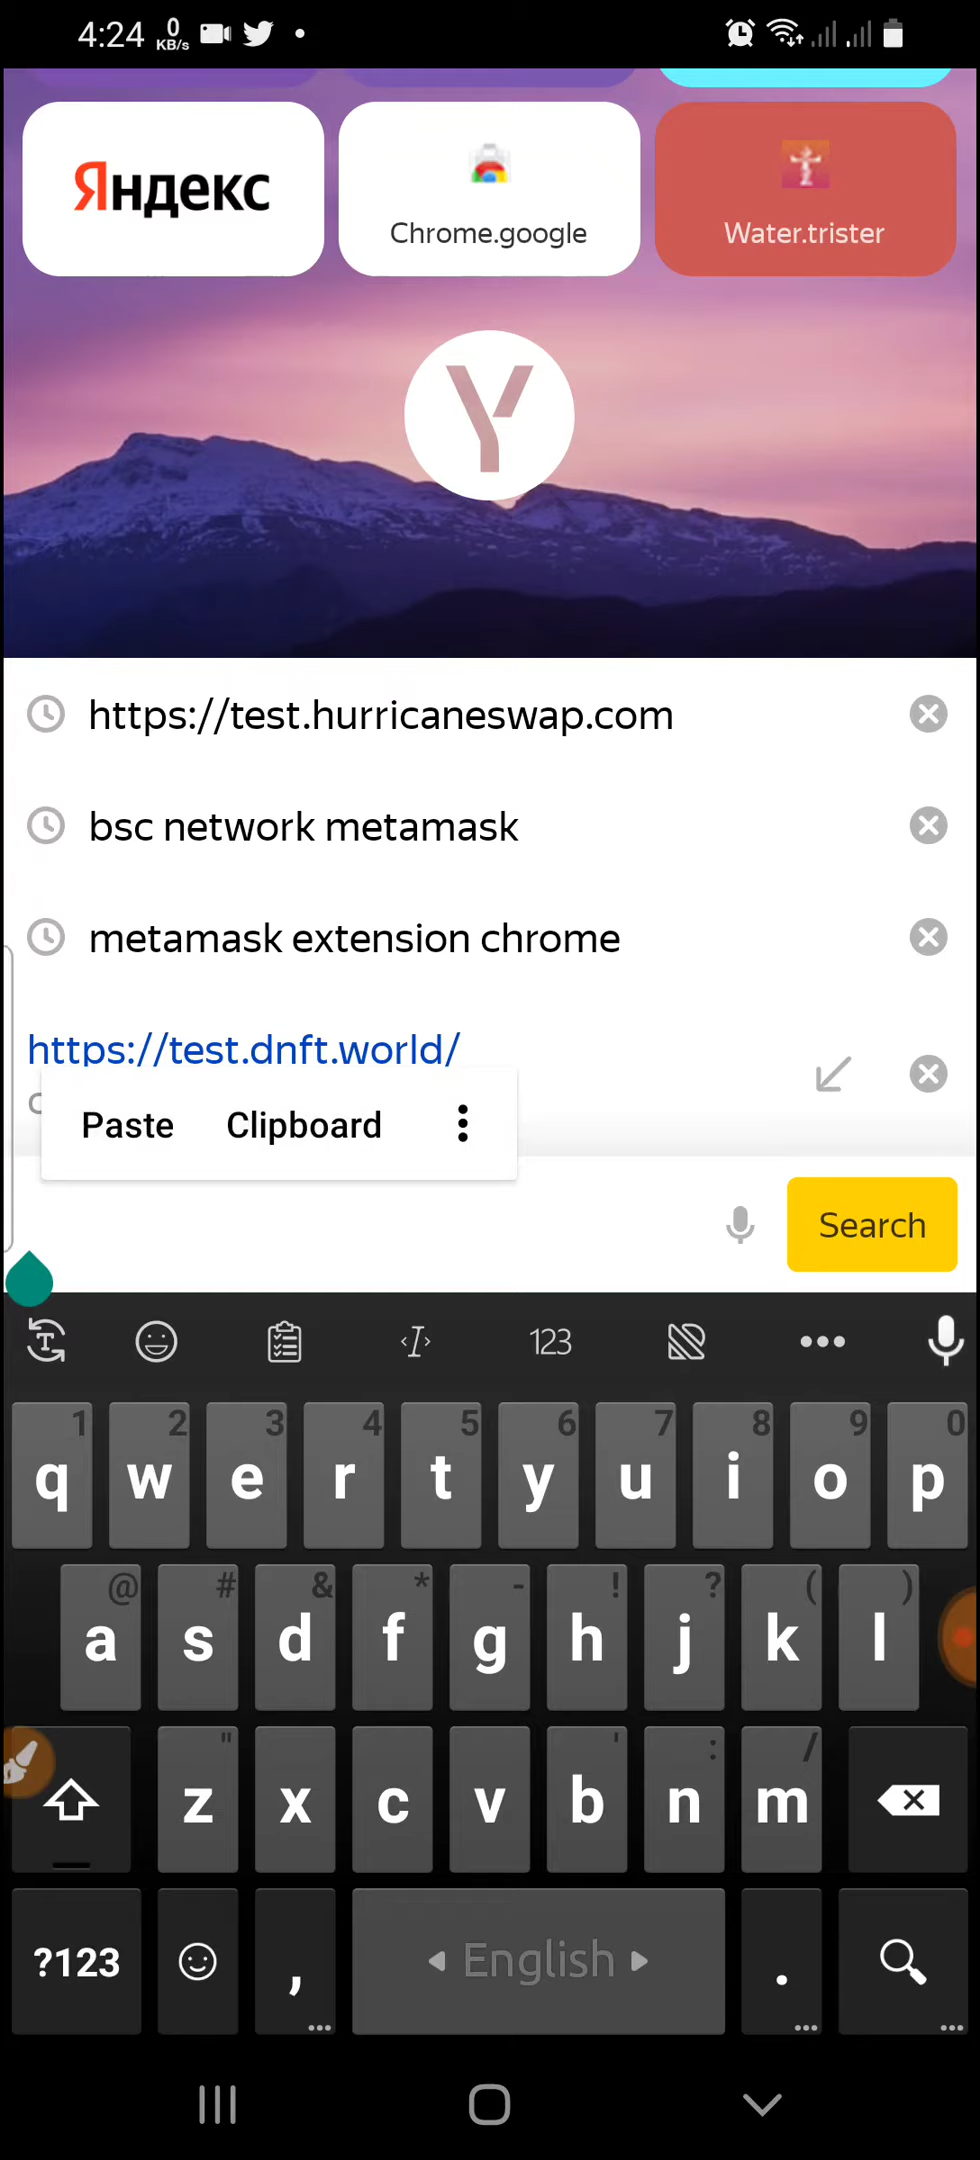 4:24 0 KB/s
Яндекс
Chrome.google
Water.trister
Y
https://test.hurricaneswap.com
bsc network metamask
metamask extension chrome
https://test.dnft.world/
Paste Clipboard
Search
123
1 2 3 4 5 6 7 8 9 0
q w e r t y u i o p
@ # & * - ! ? ( )
a s d f g h j k l
" ' : /
z x c v b n m
?123 , English .